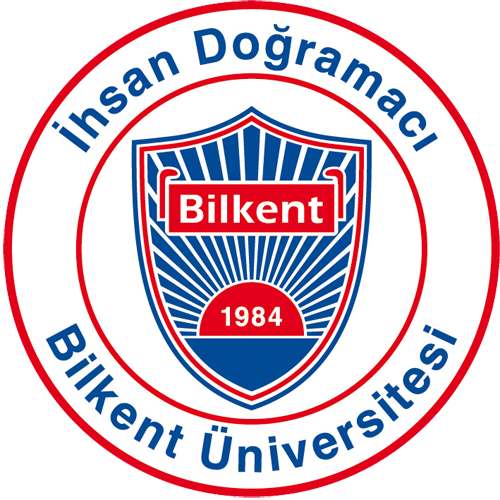 İhsan Doğramacı
Bilkent
1984
Bilkent Üniversitesi